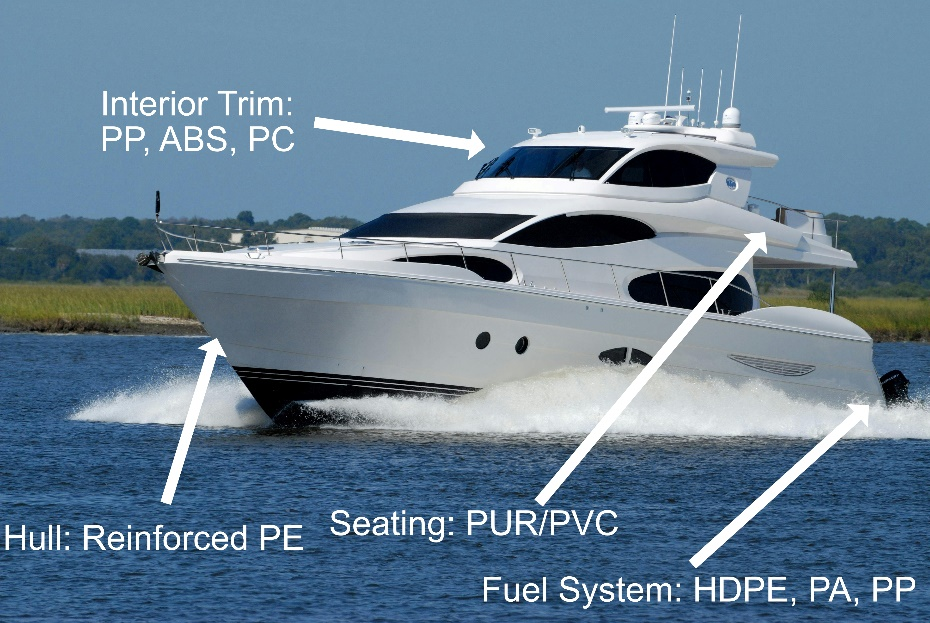 Interior Trim:
PP, ABS, PC
Hull: Reinforced PE
Seating: PUR/PVC
Fuel System: HDPE, PA, PP